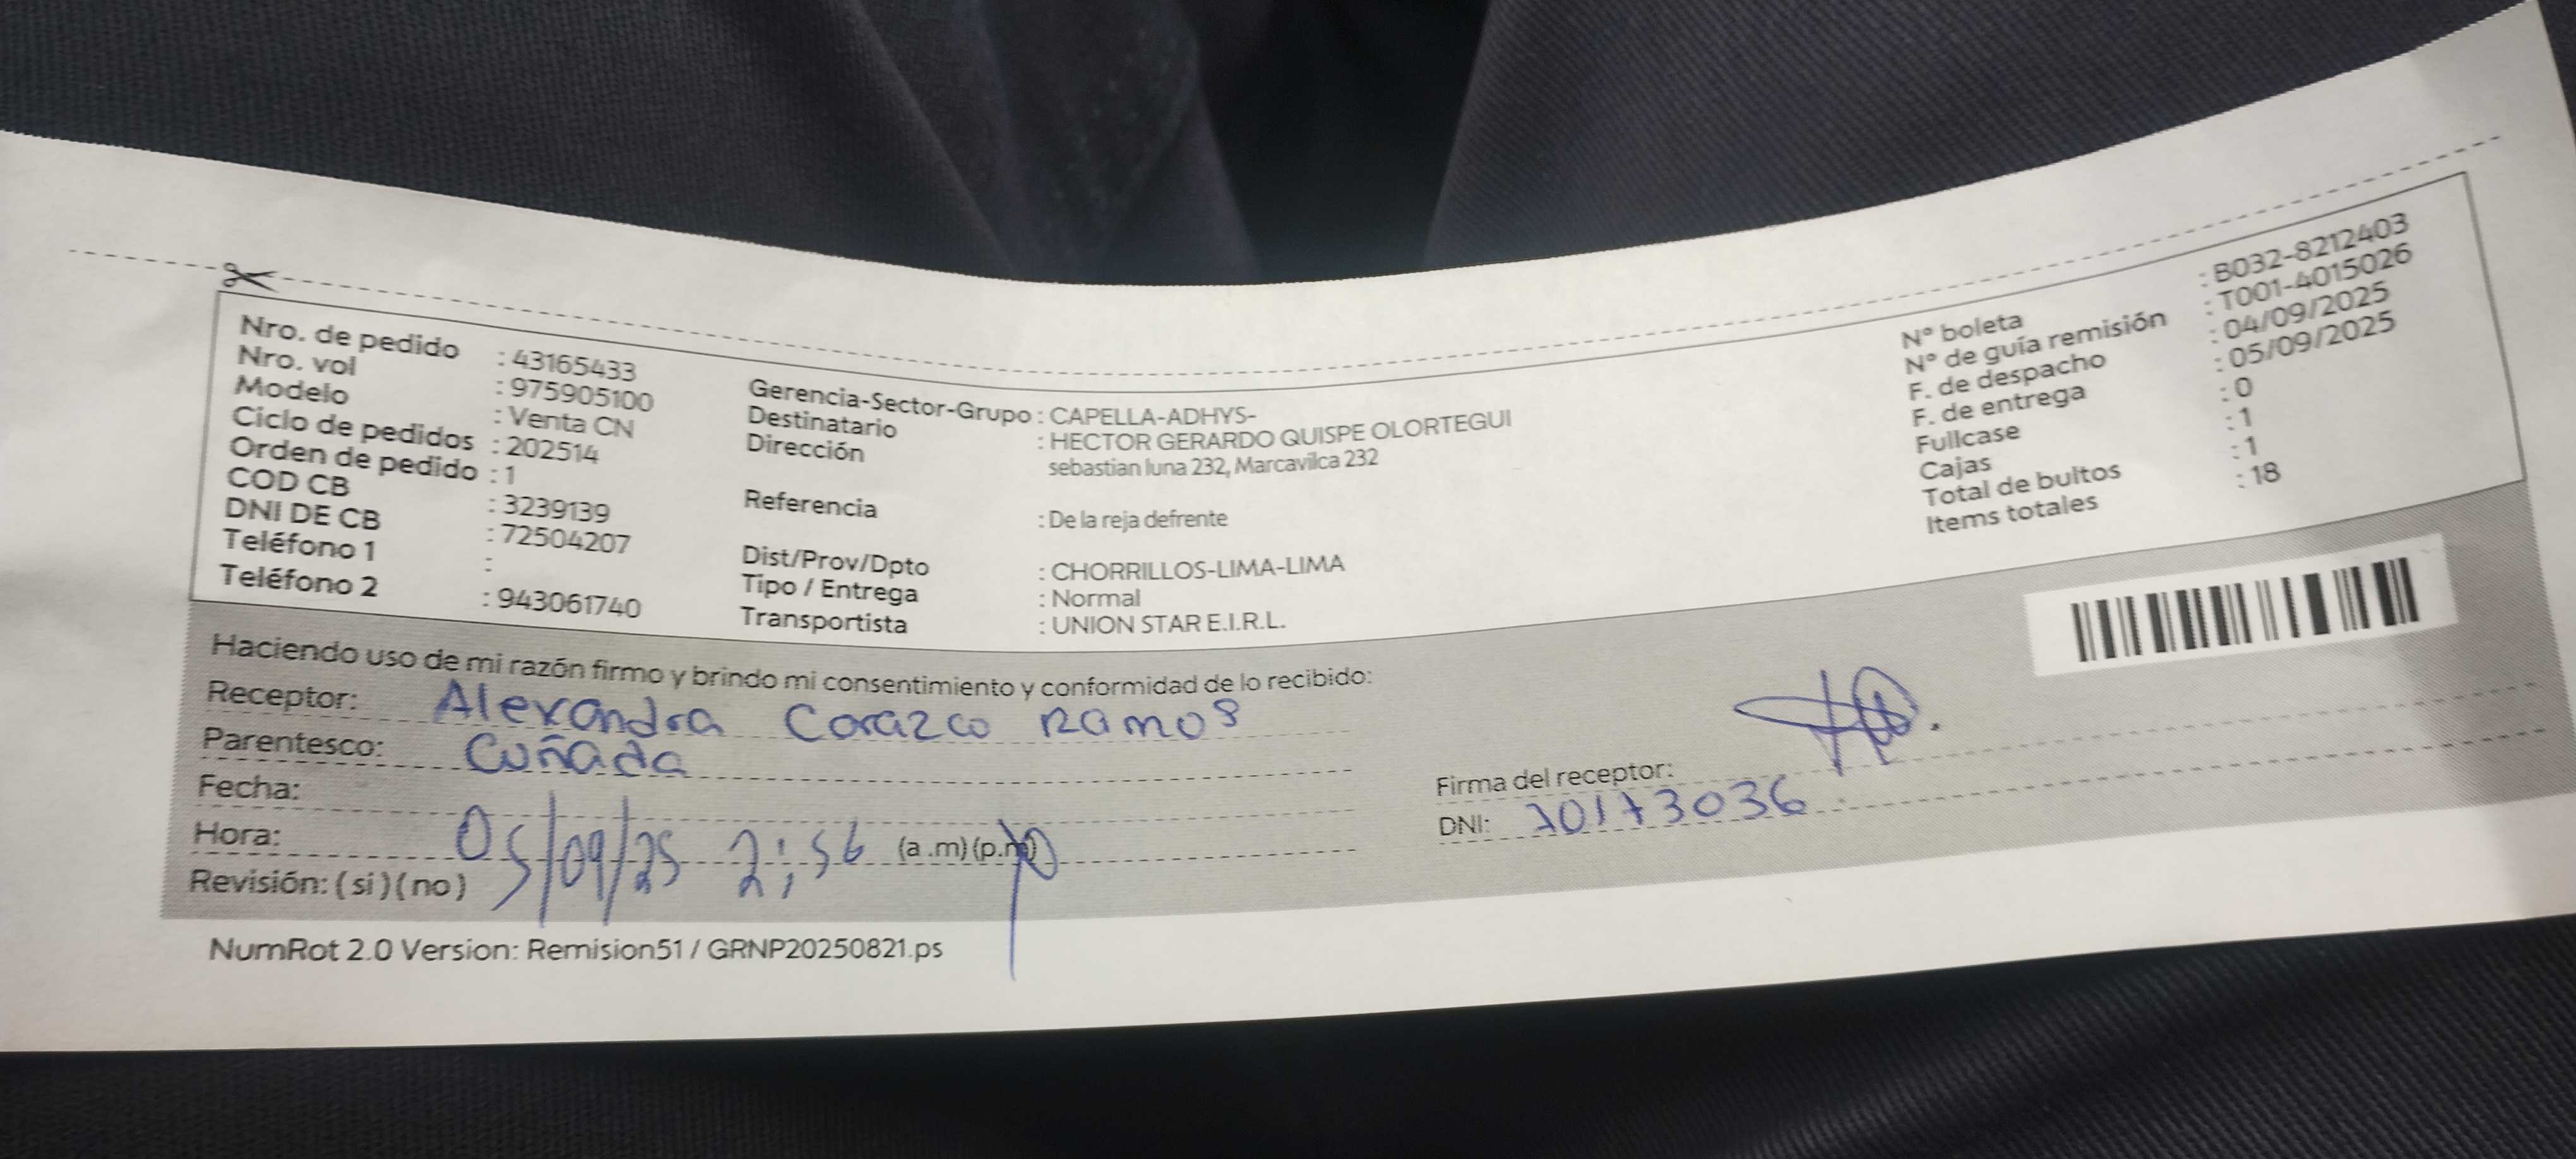 Nro. de pedido : 43165433
Nro. vol : 975905100
Modelo : Venta CN
Ciclo de pedidos : 202514
Orden de pedido : 1
COD CB : 3239139
DNI DE CB : 72504207
Teléfono 1 :
Teléfono 2 : 943061740
Gerencia-Sector-Grupo : CAPELLA-ADHYS-
Destinatario : HECTOR GERARDO QUISPE OLORTEGUI
Dirección sebastian luna 232, Marcavilca 232
Referencia : De la reja defrente
Dist/Prov/Dpto : CHORRILLOS-LIMA-LIMA
Tipo / Entrega : Normal
Transportista : UNION STAR E.I.R.L.
N° boleta : B032-8212403
N° de guía remisión : T001-4015026
F. de despacho : 04/09/2025
F. de entrega : 05/09/2025
Fullcase : 0
Cajas : 1
Total de bultos : 1
Items totales : 18
Haciendo uso de mi razón firmo y brindo mi consentimiento y conformidad de lo recibido:
Receptor: Alexandra Corazco Ramos
Parentesco: Cuñada
Fecha:
Hora: 05/09/25 2:56 (a .m) (p.m)
Revisión: ( si ) ( no )
Firma del receptor:
DNI: 70173036
NumRot 2.0 Version: Remision51 / GRNP20250821.ps